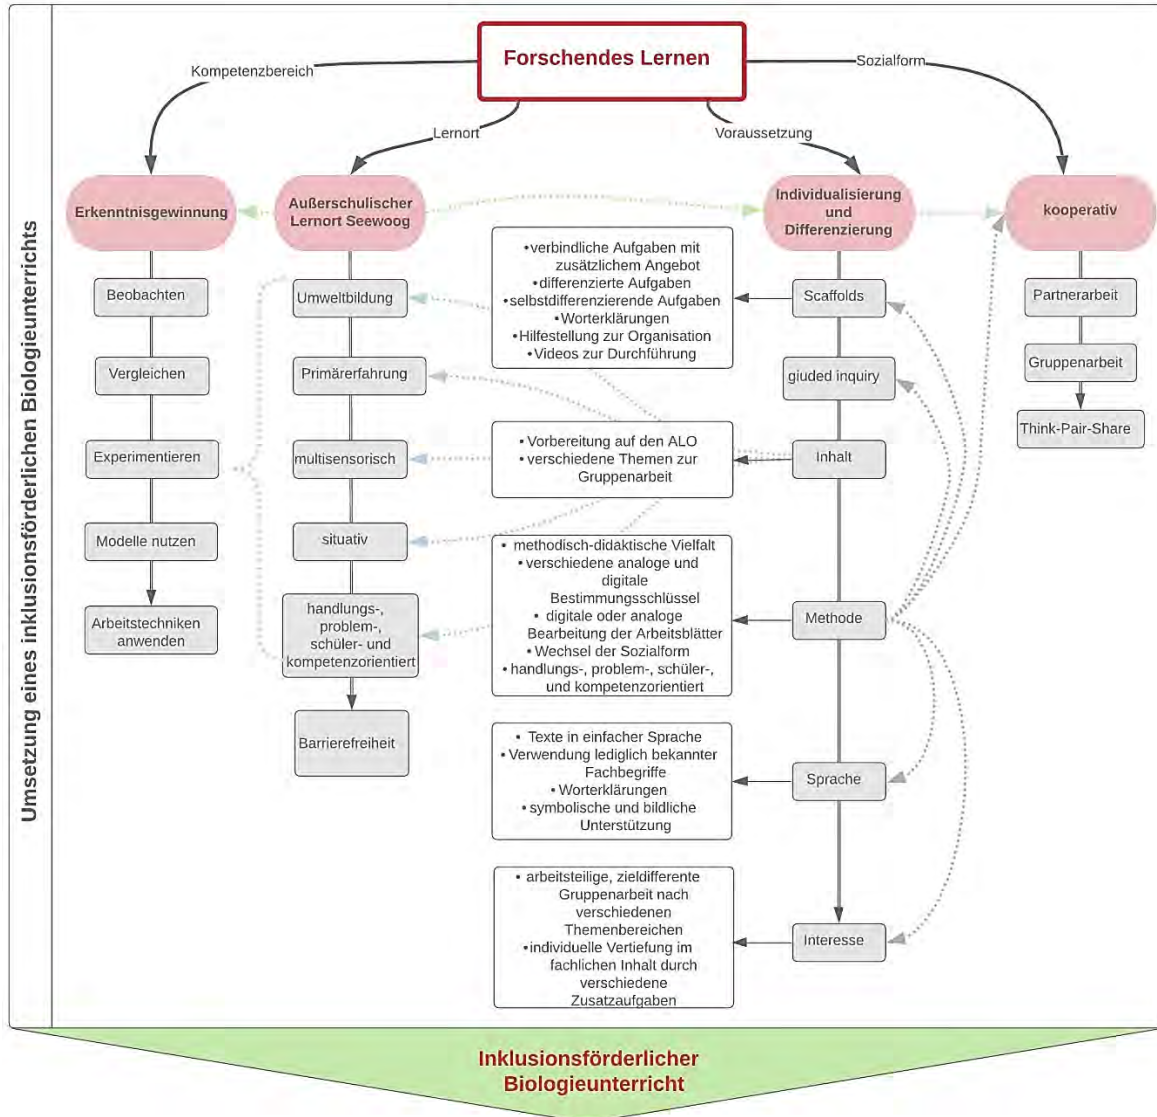 Umsetzung eines inklusionsförderlichen Biologieunterrichts
Forschendes Lernen
Kompetenzbereich
Lernort
Voraussetzung
Sozialform
Erkenntnisgewinnung
Beobachten
Vergleichen
Experimentieren
Modelle nutzen
Arbeitstechniken
anwenden
Außerschulischer
Lernort Seewoog
Umweltbildung
Primärerfahrung
multisensorisch
situativ
handlungs-,
problem-,
schüler- und
kompetenzorientiert
Barrierefreiheit
Individualisierung
und
Differenzierung
Scaffolds
•verbindliche Aufgaben mit
zusätzlichem Angebot
•differenzierte Aufgaben
•selbstdifferenzierende Aufgaben
•Worterklärungen
•Hilfestellung zur Organisation
•Videos zur Durchführung
giuded inquiry
Inhalt
• Vorbereitung auf den ALO
• verschiedene Themen zur
Gruppenarbeit
Methode
• methodisch-didaktische Vielfalt
• verschiedene analoge und
digitale
Bestimmungsschlüssel
• digitale oder analoge
Bearbeitung der Arbeitsblätter
• Wechsel der Sozialform
• handlungs-, problem-, schüler-,
und kompetenzorientiert
Sprache
• Texte in einfacher Sprache
• Verwendung lediglich bekannter
Fachbegriffe
• Worterklärungen
• symbolische und bildliche
Unterstützung
Interesse
• arbeitsteilige, zieldifferente
Gruppenarbeit nach
verschiedenen
Themenbereichen
•individuelle Vertiefung im
fachlichen Inhalt durch
verschiedene
Zusatzaufgaben
kooperativ
Partnerarbeit
Gruppenarbeit
Think-Pair-Share
Inklusionsförderlicher
Biologieunterricht